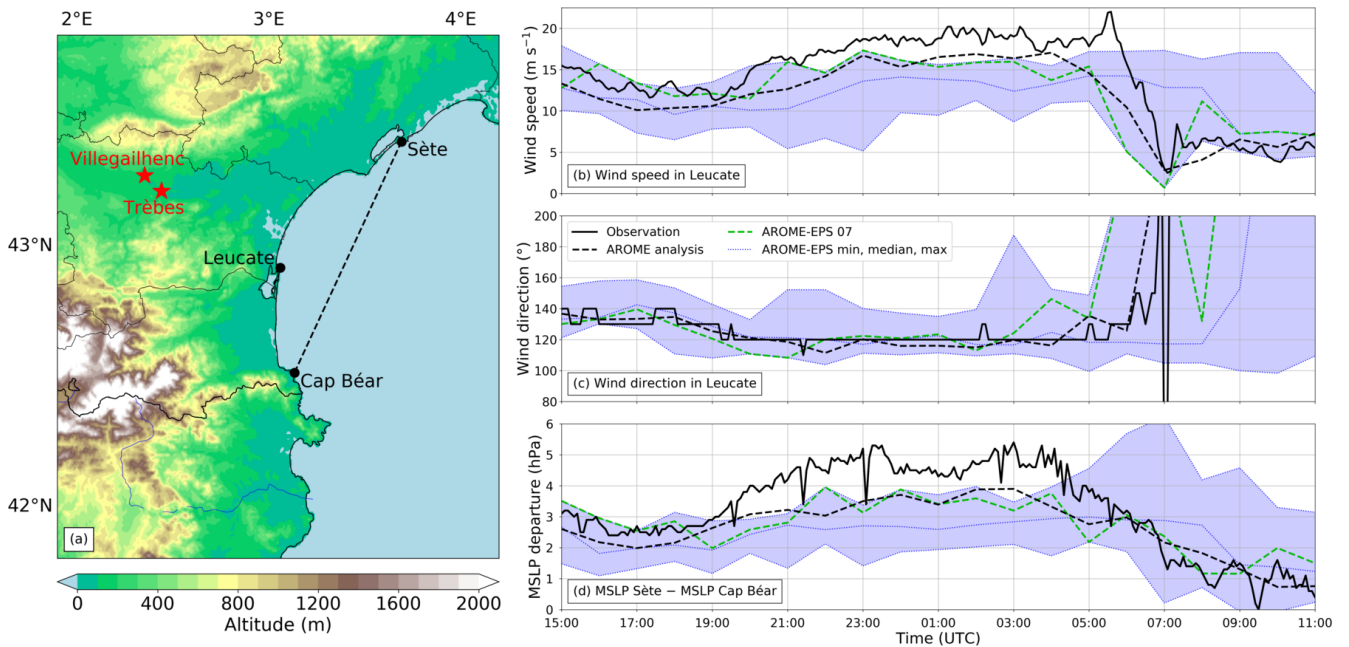 2°E 3°E 4°E
43°N
42°N
Villegailhenc
Trèbes
Sète
Leucate
Cap Béar
(a)
0 400 800 1200 1600 2000
Altitude (m)
20
15
10
5
0
Wind speed (m s⁻¹)
(b) Wind speed in Leucate
200
180
160
140
120
100
80
Wind direction (°)
Observation
AROME analysis
AROME-EPS 07
AROME-EPS min, median, max
(c) Wind direction in Leucate
6
5
4
3
2
1
0
MSLP departure (hPa)
(d) MSLP Sète − MSLP Cap Béar
15:00 17:00 19:00 21:00 23:00 01:00 03:00 05:00 07:00 09:00 11:00
Time (UTC)